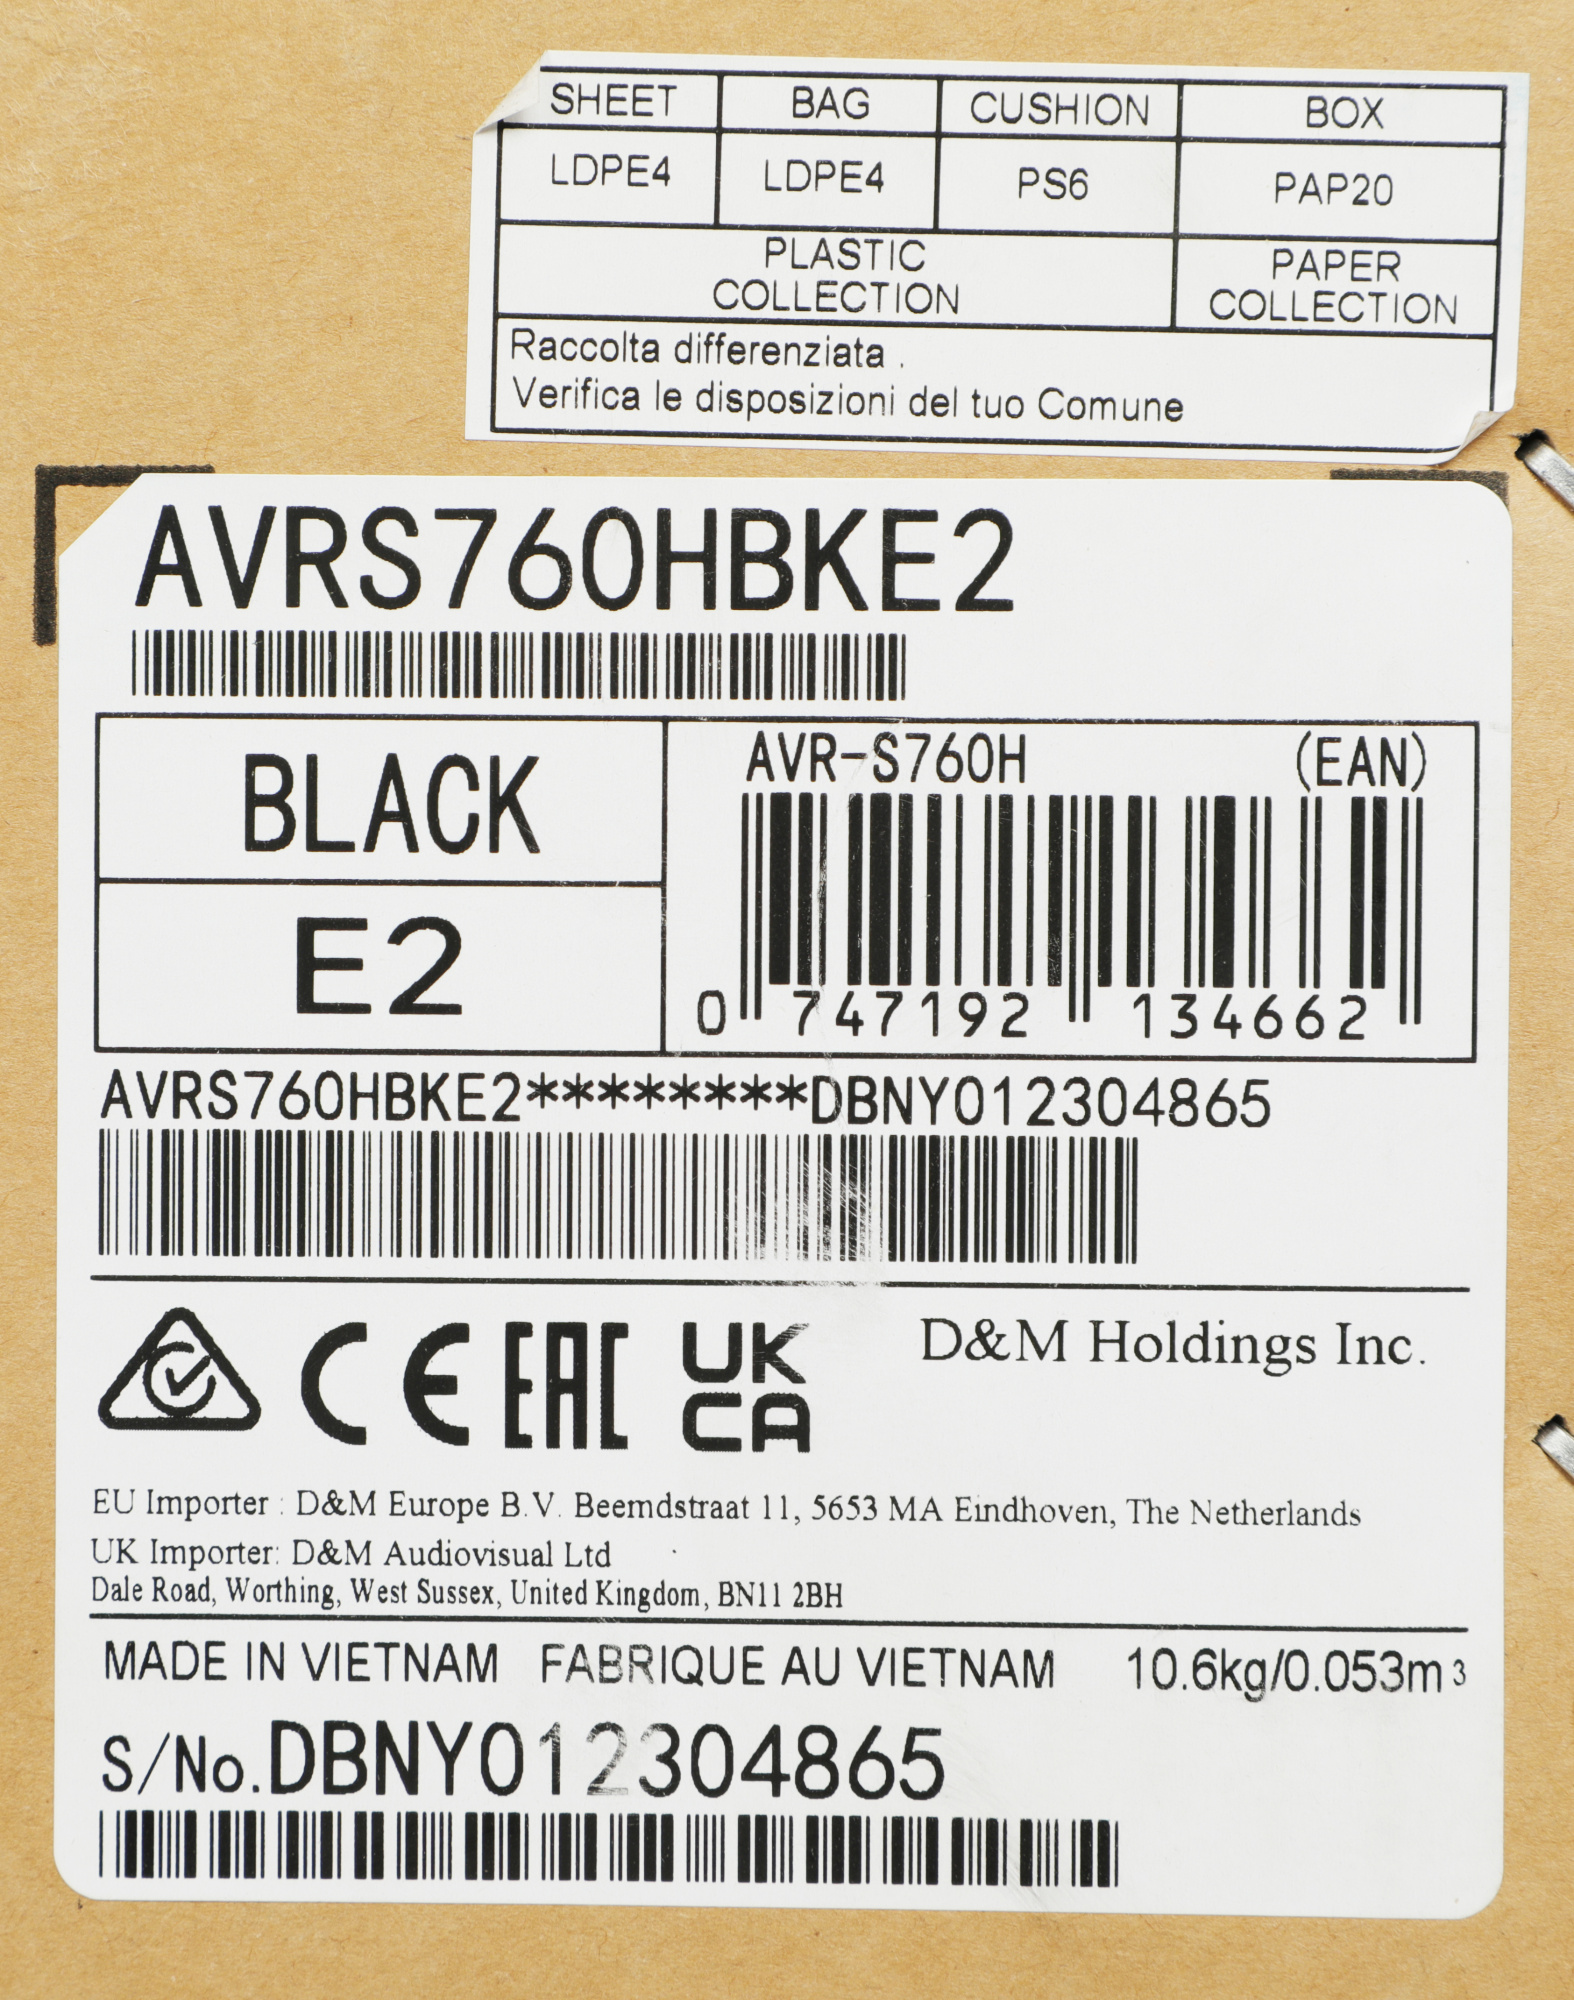 SHEET BAG CUSHION BOX
LDPE4 LDPE4 PS6 PAP20
PLASTIC COLLECTION PAPER COLLECTION
Raccolta differenziata .
Verifica le disposizioni del tuo Comune
AVRS760HBKE2
BLACK
E2
AVR-S760H (EAN)
0 747192 134662
AVRS760HBKE2********DBNY012304865
CE EAC UK CA
D&M Holdings Inc.
EU Importer : D&M Europe B.V. Beemdstraat 11, 5653 MA Eindhoven, The Netherlands
UK Importer: D&M Audiovisual Ltd
Dale Road, Worthing, West Sussex, United Kingdom, BN11 2BH
MADE IN VIETNAM FABRIQUE AU VIETNAM 10.6kg/0.053m3
S/No.DBNY012304865